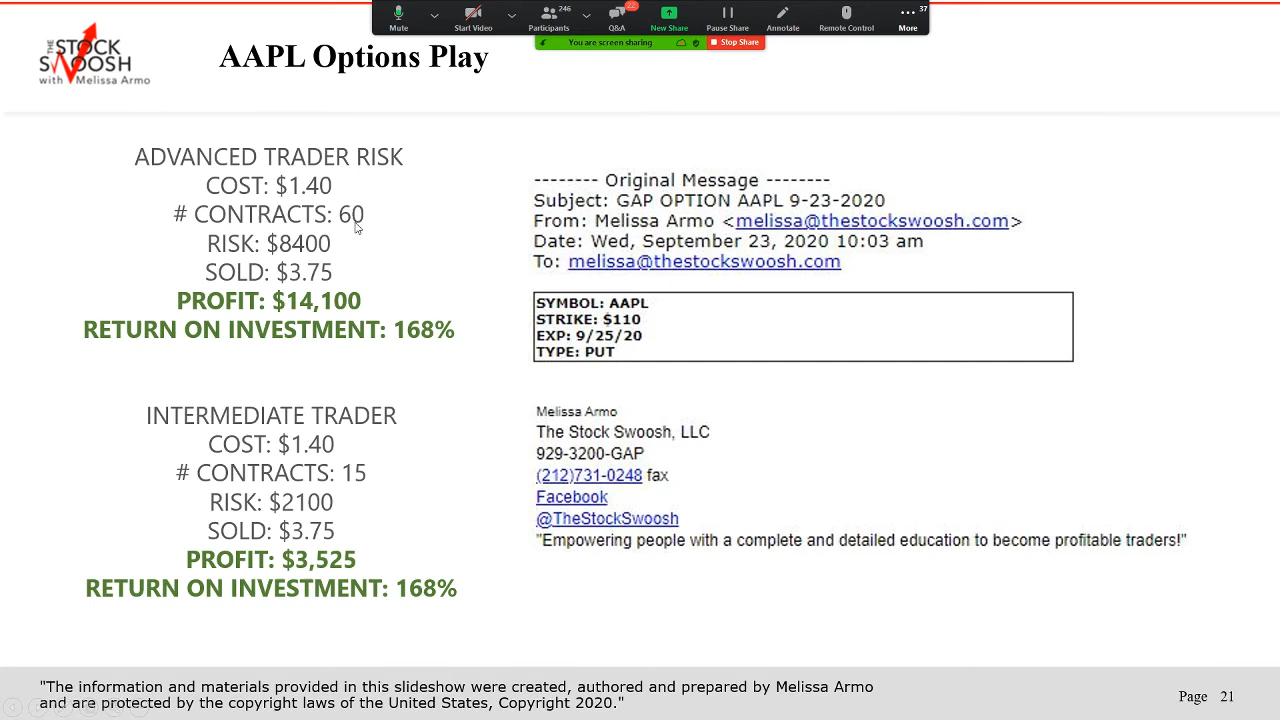 Mute
Start Video
246
Participants
22
Q&A
New Share
Pause Share
Annotate
Remote Control
37
More
You are screen sharing
Stop Share
THE STOCK
SWOOSH
with Melissa Armo
AAPL Options Play
ADVANCED TRADER RISK
COST: $1.40
# CONTRACTS: 60
RISK: $8400
SOLD: $3.75
PROFIT: $14,100
RETURN ON INVESTMENT: 168%
INTERMEDIATE TRADER
COST: $1.40
# CONTRACTS: 15
RISK: $2100
SOLD: $3.75
PROFIT: $3,525
RETURN ON INVESTMENT: 168%
-------- Original Message --------
Subject: GAP OPTION AAPL 9-23-2020
From: Melissa Armo <melissa@thestockswoosh.com>
Date: Wed, September 23, 2020 10:03 am
To: melissa@thestockswoosh.com
SYMBOL: AAPL
STRIKE: $110
EXP: 9/25/20
TYPE: PUT
Melissa Armo
The Stock Swoosh, LLC
929-3200-GAP
(212)731-0248 fax
Facebook
@TheStockSwoosh
"Empowering people with a complete and detailed education to become profitable traders!"
"The information and materials provided in this slideshow were created, authored and prepared by Melissa Armo
and are protected by the copyright laws of the United States, Copyright 2020."
Page 21